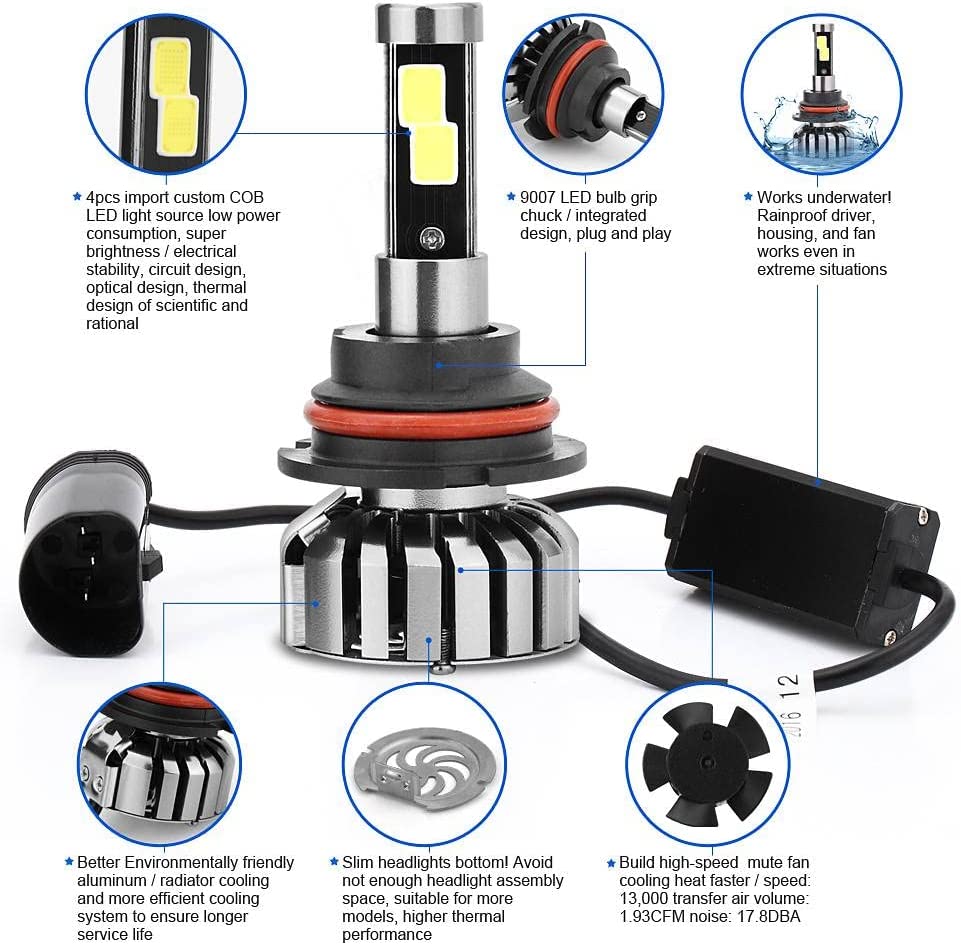 4pcs import custom COB
LED light source low power
consumption, super
brightness / electrical
stability, circuit design,
optical design, thermal
design of scientific and
rational
9007 LED bulb grip
chuck / integrated
design, plug and play
Works underwater!
Rainproof driver,
housing, and fan
works even in
extreme situations
2016 12
Better Environmentally friendly
aluminum / radiator cooling
and more efficient cooling
system to ensure longer
service life
Slim headlights bottom! Avoid
not enough headlight assembly
space, suitable for more
models, higher thermal
performance
Build high-speed mute fan
cooling heat faster / speed:
13,000 transfer air volume:
1.93CFM noise: 17.8DBA